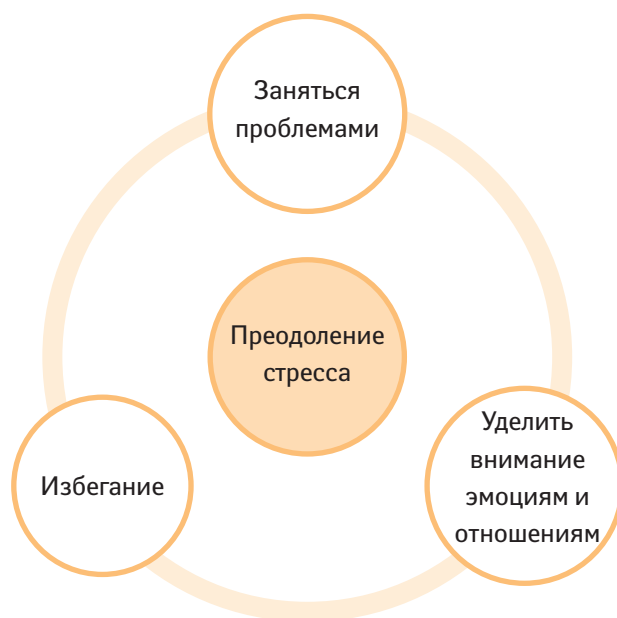 Заняться
проблемами
Преодоление
стресса
Избегание
Уделить
внимание
эмоциям и
отношениям